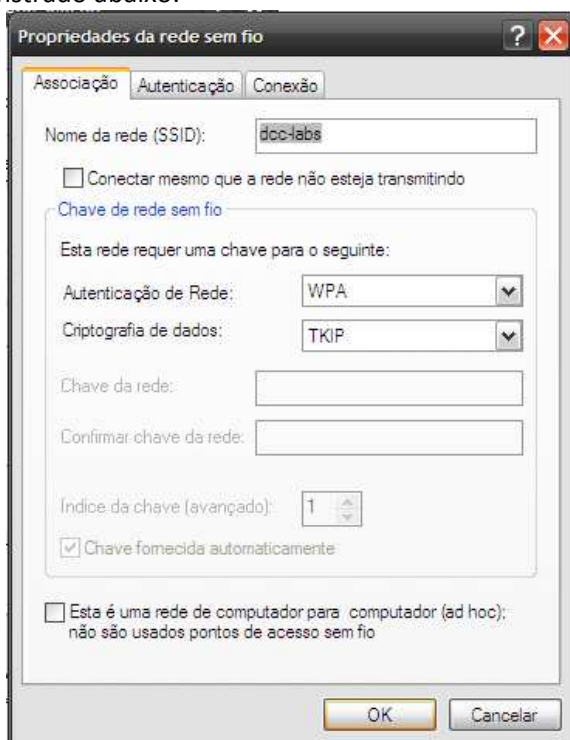 istrado abaixo:
Propriedades da rede sem fio
Associação Autenticação Conexão
Nome da rede (SSID): dcc-labs
Conectar mesmo que a rede não esteja transmitindo
Chave de rede sem fio
Esta rede requer uma chave para o seguinte:
Autenticação de Rede: WPA
Criptografia de dados: TKIP
Chave da rede:
Confirmar chave da rede:
Índice da chave (avançado): 1
Chave fornecida automaticamente
Esta é uma rede de computador para computador (ad hoc);
não são usados pontos de acesso sem fio
OK Cancelar